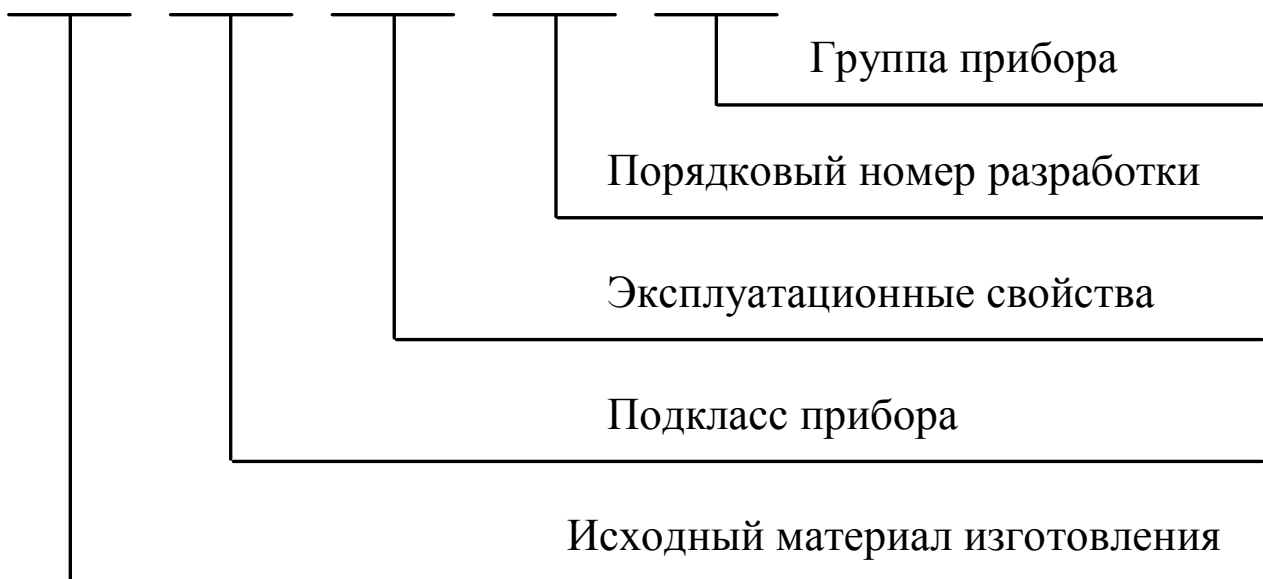 Группа прибора
Порядковый номер разработки
Эксплуатационные свойства
Подкласс прибора
Исходный материал изготовления